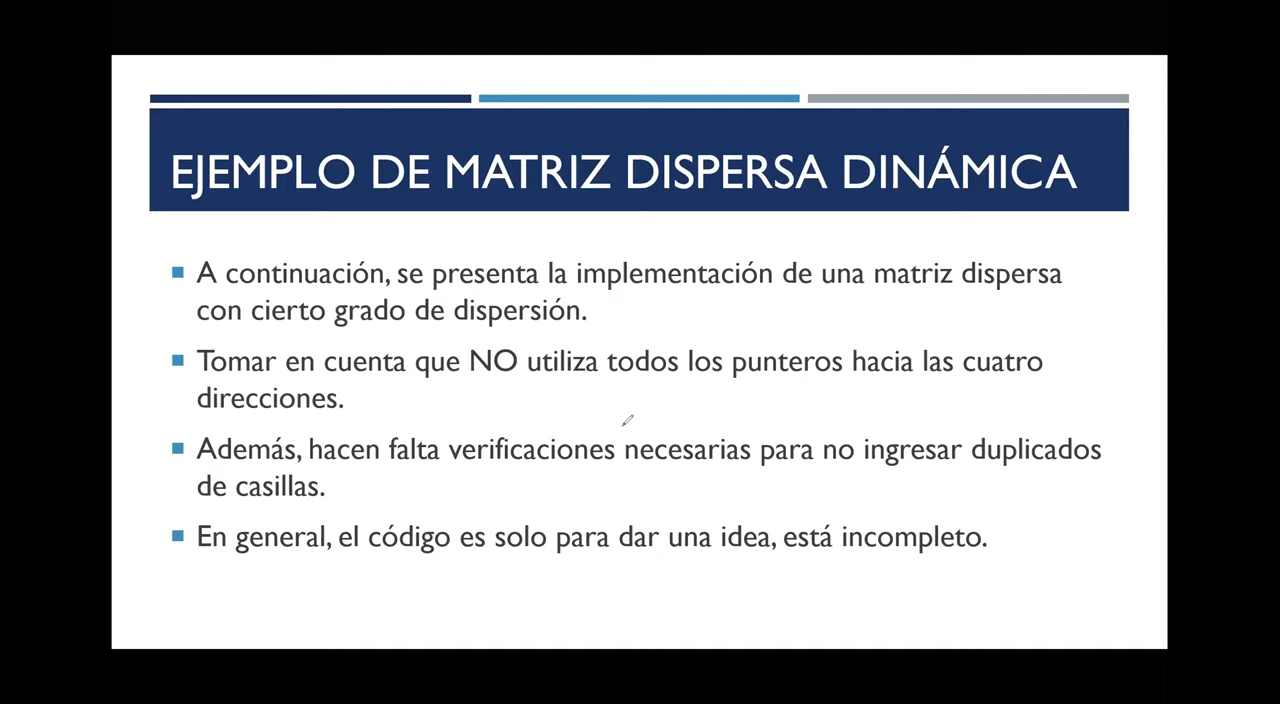 EJEMPLO DE MATRIZ DISPERSA DINÁMICA
A continuación, se presenta la implementación de una matriz dispersa
con cierto grado de dispersión.
Tomar en cuenta que NO utiliza todos los punteros hacia las cuatro
direcciones.
Además, hacen falta verificaciones necesarias para no ingresar duplicados
de casillas.
En general, el código es solo para dar una idea, está incompleto.